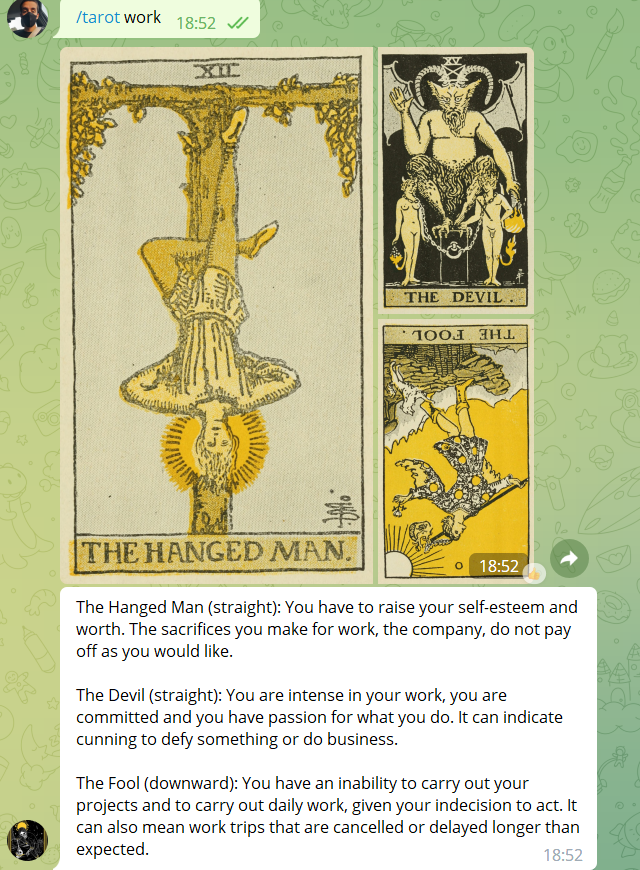 /tarot work 18:52
XII
THE HANGED MAN.
XV
THE DEVIL.
THE FOOL.
O
18:52
The Hanged Man (straight): You have to raise your self-esteem and
worth. The sacrifices you make for work, the company, do not pay
off as you would like.
The Devil (straight): You are intense in your work, you are
committed and you have passion for what you do. It can indicate
cunning to defy something or do business.
The Fool (downward): You have an inability to carry out your
projects and to carry out daily work, given your indecision to act. It
can also mean work trips that are cancelled or delayed longer than
expected.
18:52